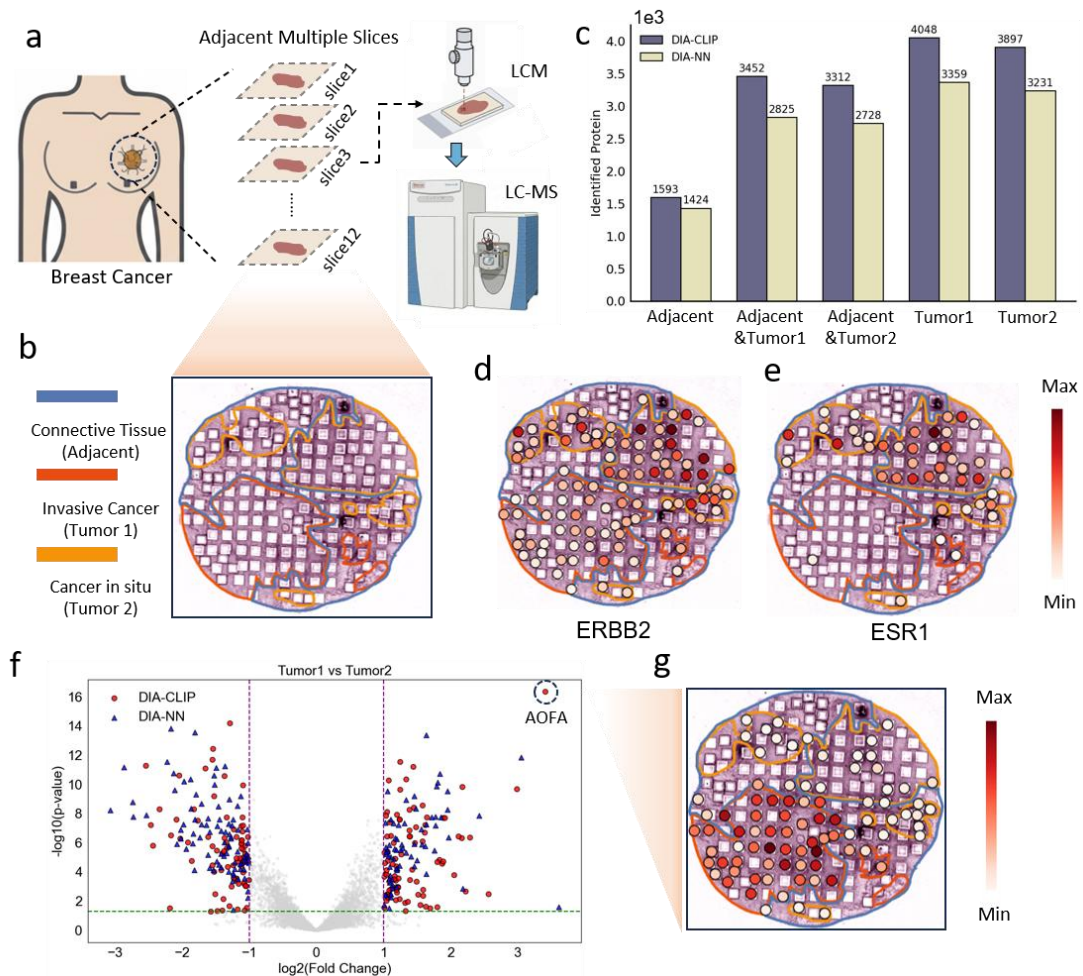 a
Adjacent Multiple Slices
slice1
slice2
slice3
slice12
LCM
LC-MS
Breast Cancer
c
1e3
DIA-CLIP
DIA-NN
Identified Protein
4.0
3.5
3.0
2.5
2.0
1.5
1.0
0.5
0.0
1593
1424
3452
2825
3312
2728
4048
3359
3897
3231
Adjacent
Adjacent
&Tumor1
Adjacent
&Tumor2
Tumor1
Tumor2
b
Connective Tissue
(Adjacent)
Invasive Cancer
(Tumor 1)
Cancer in situ
(Tumor 2)
d
ERBB2
e
ESR1
Max
Min
f
Tumor1 vs Tumor2
DIA-CLIP
DIA-NN
AOFA
-log10(p-value)
16
14
12
10
8
6
4
2
0
−3
−2
−1
0
1
2
3
log2(Fold Change)
g
Max
Min